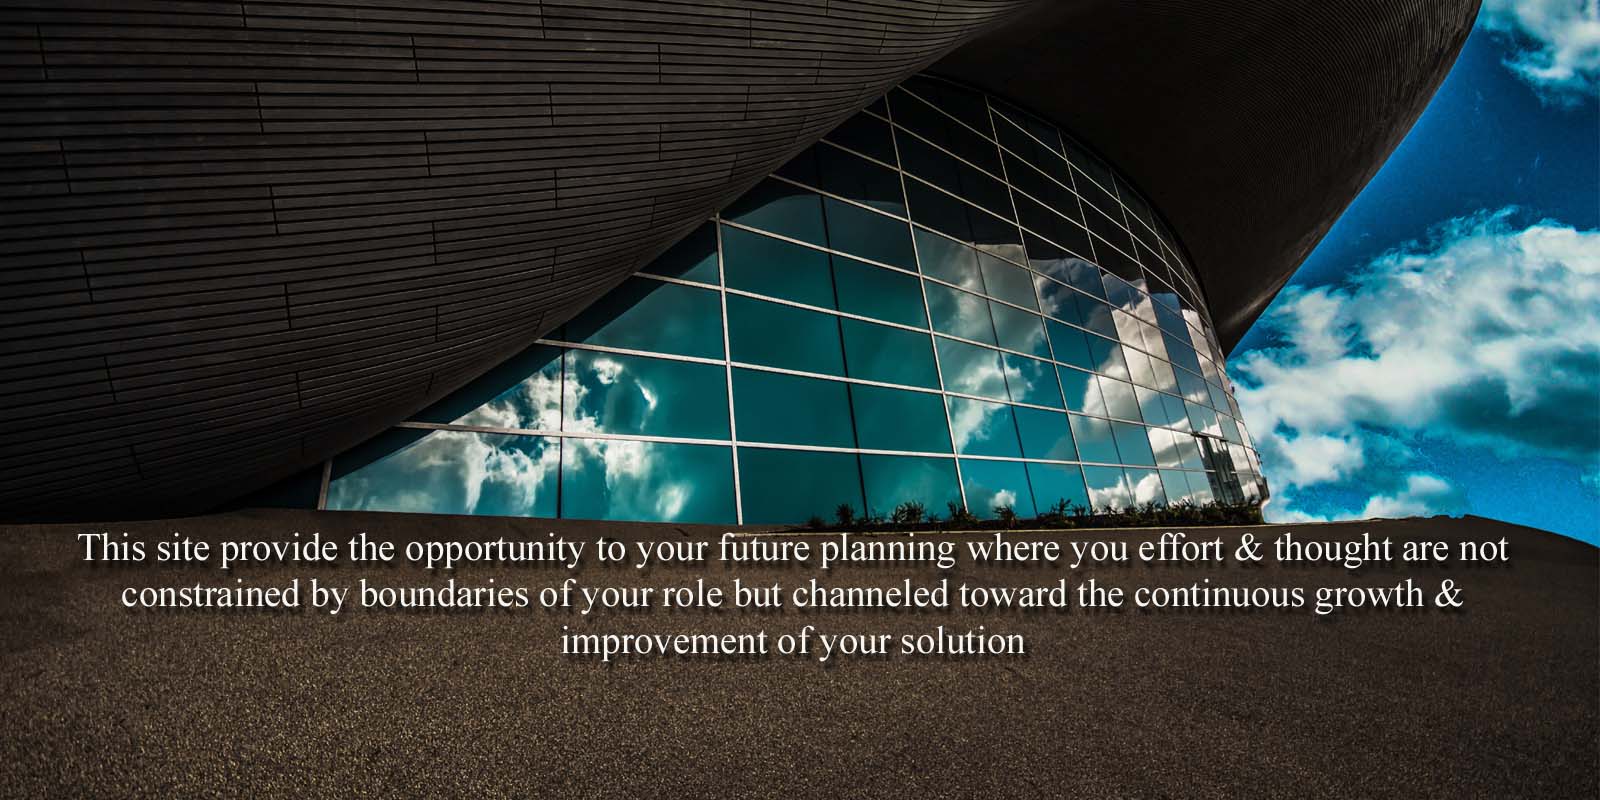 This site provide the opportunity to your future planning where you effort & thought are not
constrained by boundaries of your role but channeled toward the continuous growth &
improvement of your solution